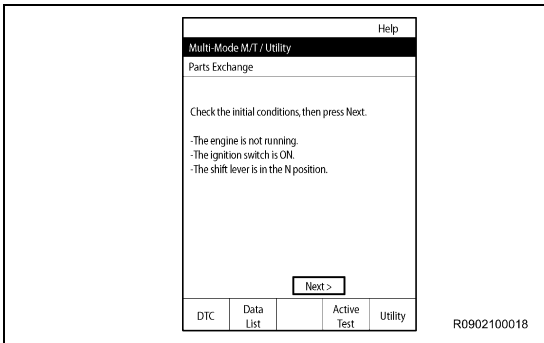 Help
Multi-Mode M/T / Utility
Parts Exchange
Check the initial conditions, then press Next.
-The engine is not running.
-The ignition switch is ON.
-The shift lever is in the N position.
Next >
DTC
Data
List
Active
Test
Utility
R0902100018